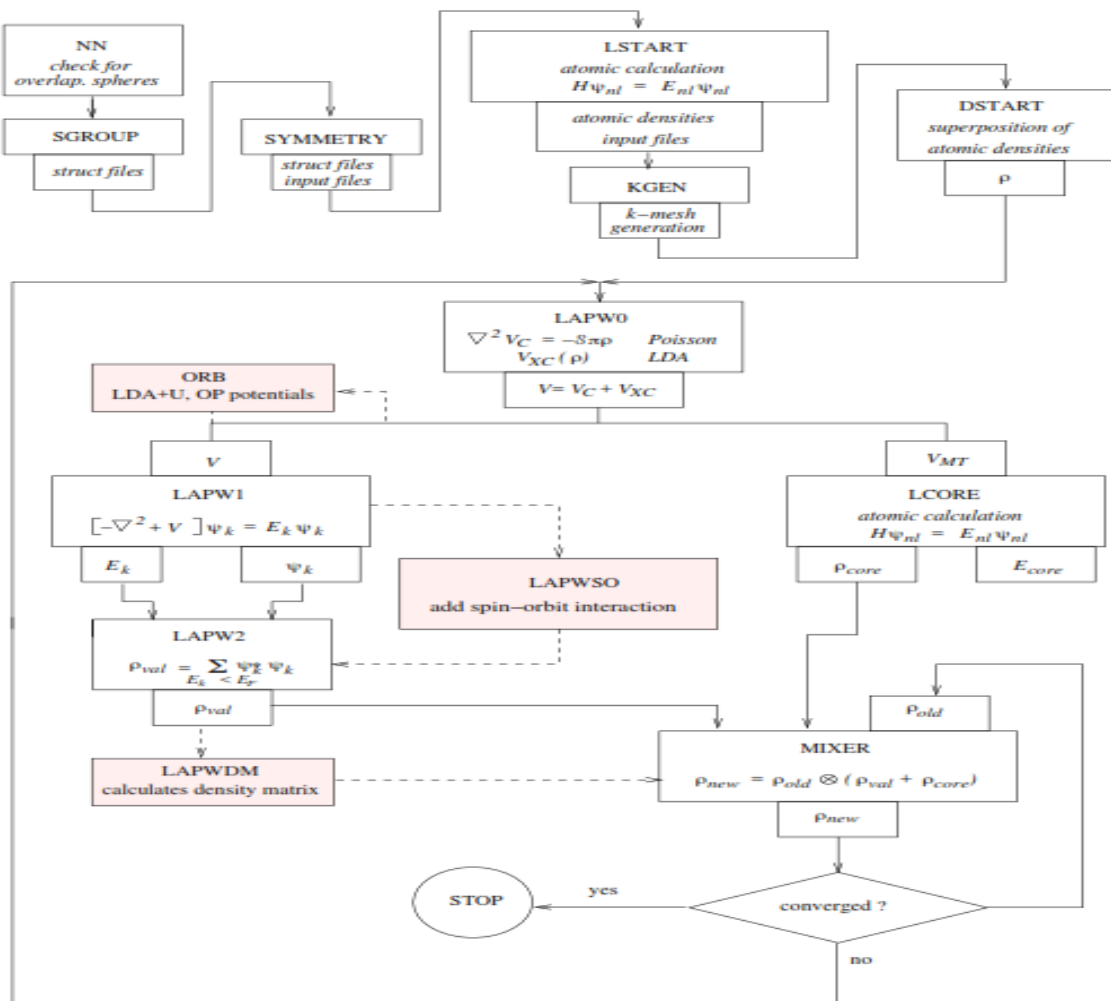 NN
check for
overlap. spheres
SGROUP
struct files
SYMMETRY
struct files
input files
LSTART
atomic calculation
Hψnl = Enl ψnl
atomic densities
input files
KGEN
k-mesh
generation
DSTART
superposition of
atomic densities
ρ
LAPW0
▽² VC = -8πρ Poisson
VXC(ρ) LDA
V= VC + VXC
ORB
LDA+U, OP potentials
V
LAPW1
[-▽²+ V ]ψk = Ek ψk
Ek
ψk
LAPWSO
add spin-orbit interaction
VMT
LCORE
atomic calculation
Hψnl = Enl ψnl
ρcore
Ecore
LAPW2
ρval = Σ ψ*k ψk
Ek < EF
ρval
LAPWDM
calculates density matrix
ρold
MIXER
ρnew = ρold ⊗ (ρval + ρcore)
ρnew
STOP
yes
converged ?
no